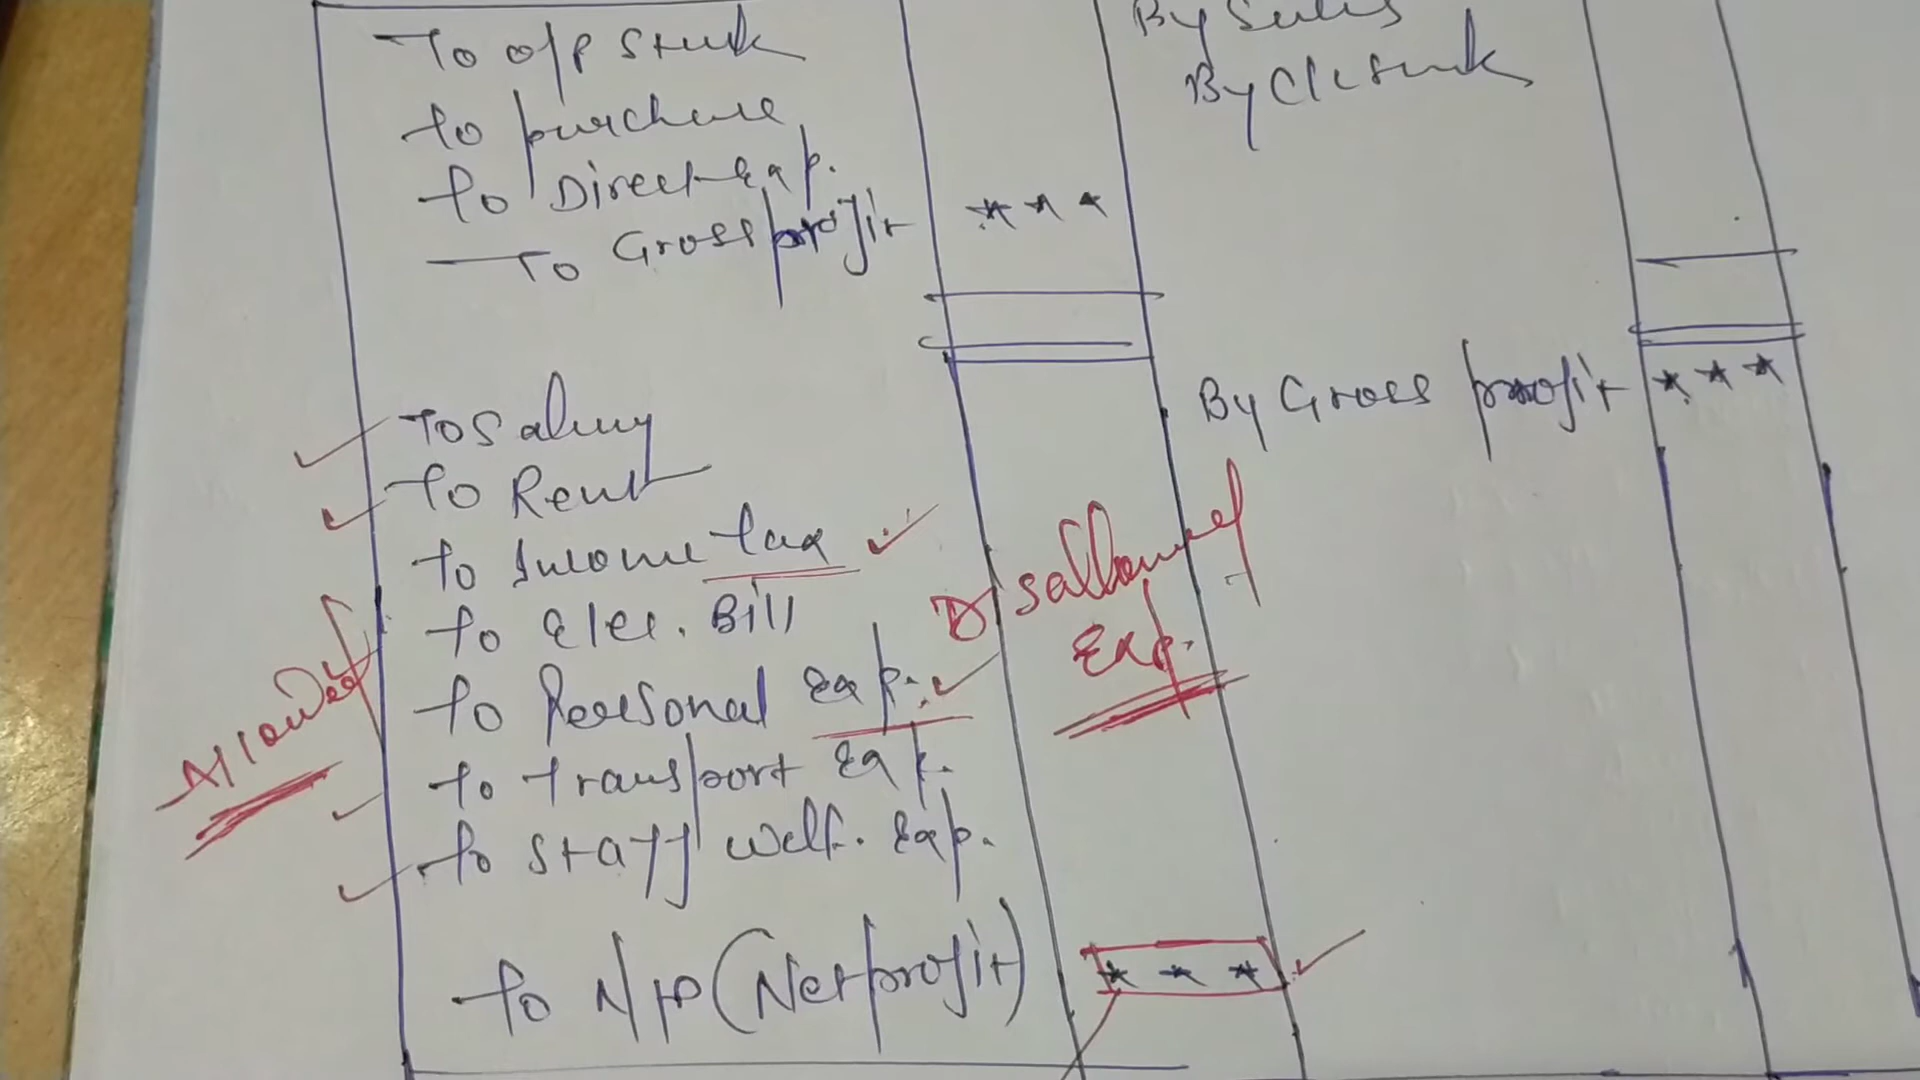 To o/p Stock
To purchase
To Direct Exp.
To Gross profit ***
By Sales
By Cl Stock
By Gross profit ***
To Salary
To Rent
To Income tax
To Elec. Bill
To Personal Exp.
To transport Exp.
To Staff Welf. Exp.
To N/P (Net profit) ***
Allowed
Disallowed
Exp.